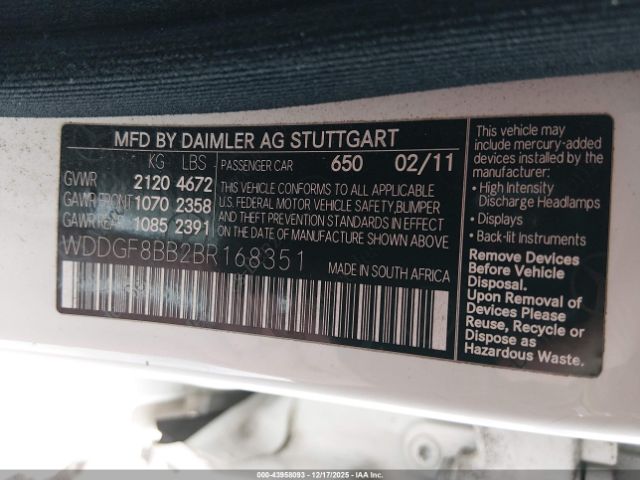 MFD BY DAIMLER AG STUTTGART
KG LBS PASSENGER CAR 650 02/11
GVWR 2120 4672
GAWR FRONT 1070 2358
GAWR REAR 1085 2391
THIS VEHICLE CONFORMS TO ALL APPLICABLE
U.S. FEDERAL MOTOR VEHICLE SAFETY, BUMPER
AND THEFT PREVENTION STANDARDS IN EFFECT
ON THE DATE OF MANUFACTURE SHOWN ABOVE.
WDDGF8BB2BR168351
MADE IN SOUTH AFRICA
This vehicle may
include mercury-added
devices installed by the
manufacturer:
• High Intensity
Discharge Headlamps
• Displays
• Back-lit Instruments
Remove Devices
Before Vehicle
Disposal.
Upon Removal of
Devices Please
Reuse, Recycle or
Dispose as
Hazardous Waste.
000-43958093 - 12/17/2025 - IAA Inc.